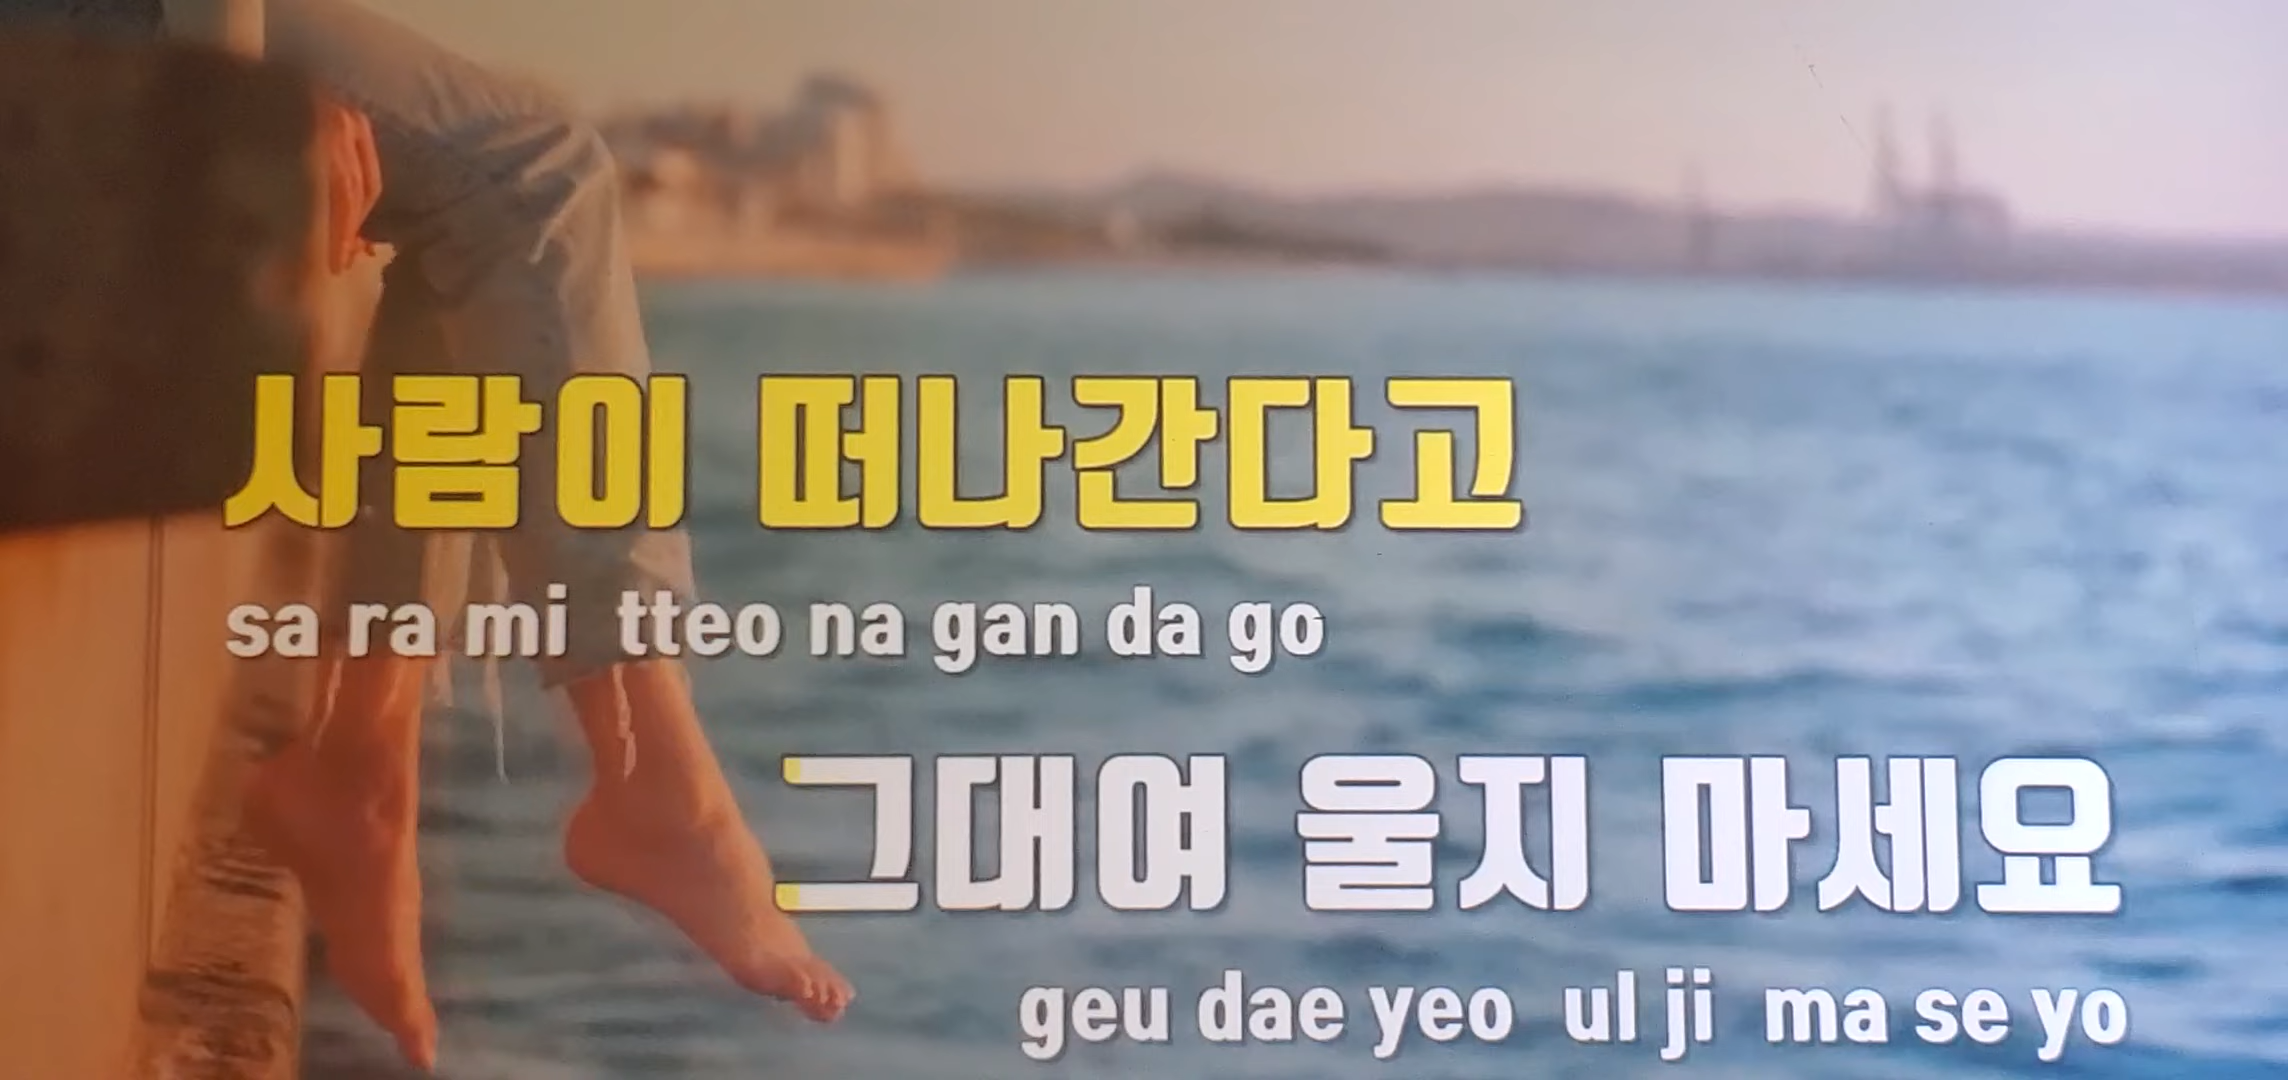 사람이 떠나간다고
sa ra mi tteo na gan da go
그대여 울지 마세요
geu dae yeo ul ji ma se yo